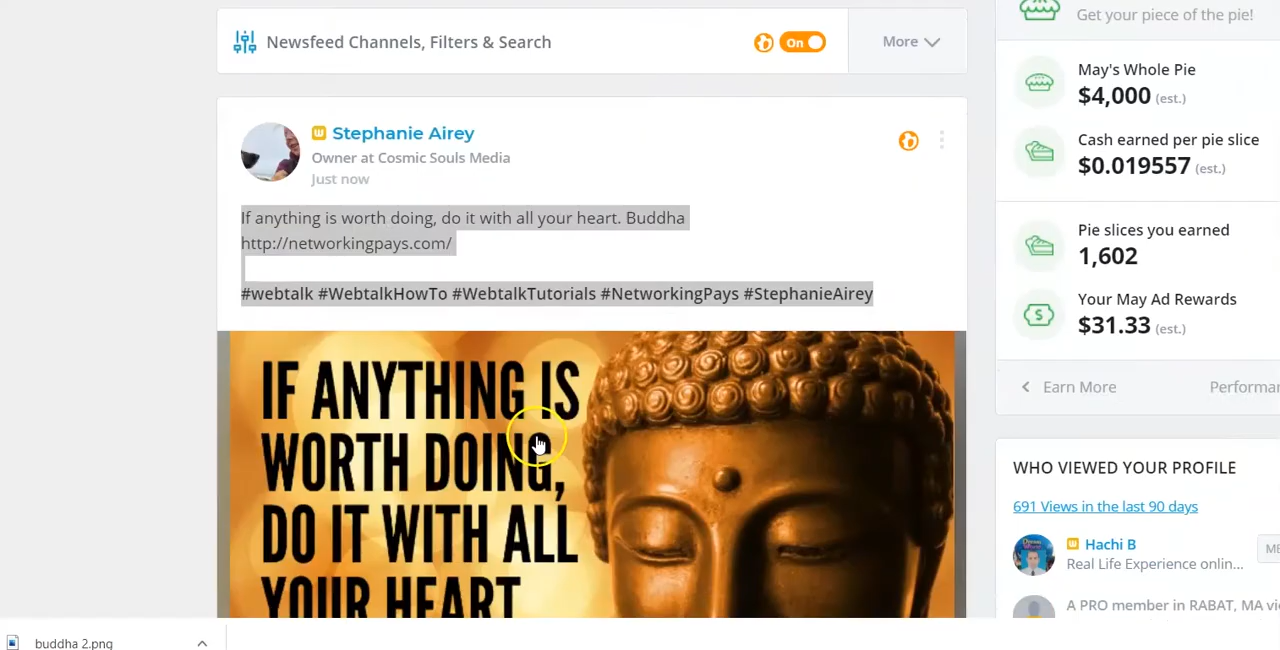 Newsfeed Channels, Filters & Search
On
More
Stephanie Airey
Owner at Cosmic Souls Media
Just now
If anything is worth doing, do it with all your heart. Buddha
http://networkingpays.com/
#webtalk #WebtalkHowTo #WebtalkTutorials #NetworkingPays #StephanieAirey
IF ANYTHING IS
WORTH DOING,
DO IT WITH ALL
YOUR HEART
Get your piece of the pie!
May's Whole Pie
$4,000 (est.)
Cash earned per pie slice
$0.019557 (est.)
Pie slices you earned
1,602
Your May Ad Rewards
$31.33 (est.)
Earn More
WHO VIEWED YOUR PROFILE
691 Views in the last 90 days
Hachi B
Real Life Experience onlin...
A PRO member in RABAT, MA
buddha 2.png